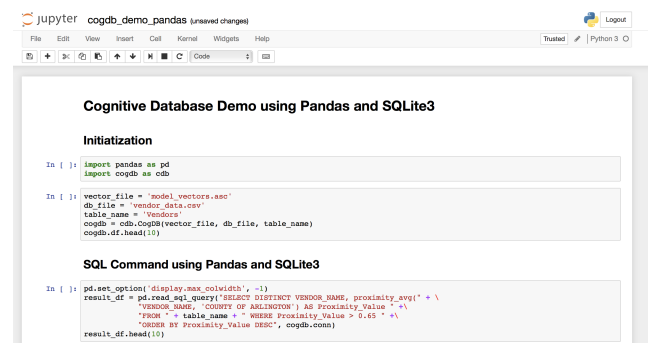 jupyter cogdb_demo_pandas (unsaved changes)
Logout
File Edit View Insert Cell Kernel Widgets Help
Trusted Python 3
Code
Cognitive Database Demo using Pandas and SQLite3
Initiatization
In [ ]: import pandas as pd
import cogdb as cdb
In [ ]: vector_file = 'model_vectors.asc'
db_file = 'vendor_data.csv'
table_name = 'Vendors'
cogdb = cdb.CogDB(vector_file, db_file, table_name)
cogdb.df.head(10)
SQL Command using Pandas and SQLite3
In [ ]: pd.set_option('display.max_colwidth', -1)
result_df = pd.read_sql_query("SELECT DISTINCT VENDOR_NAME, proximity_avg(" + \
"VENDOR_NAME, 'COUNTY OF ARLINGTON') AS Proximity_Value " +\
"FROM " + table_name + " WHERE Proximity_Value > 0.65 " +\
"ORDER BY Proximity_Value DESC", cogdb.conn)
result_df.head(10)